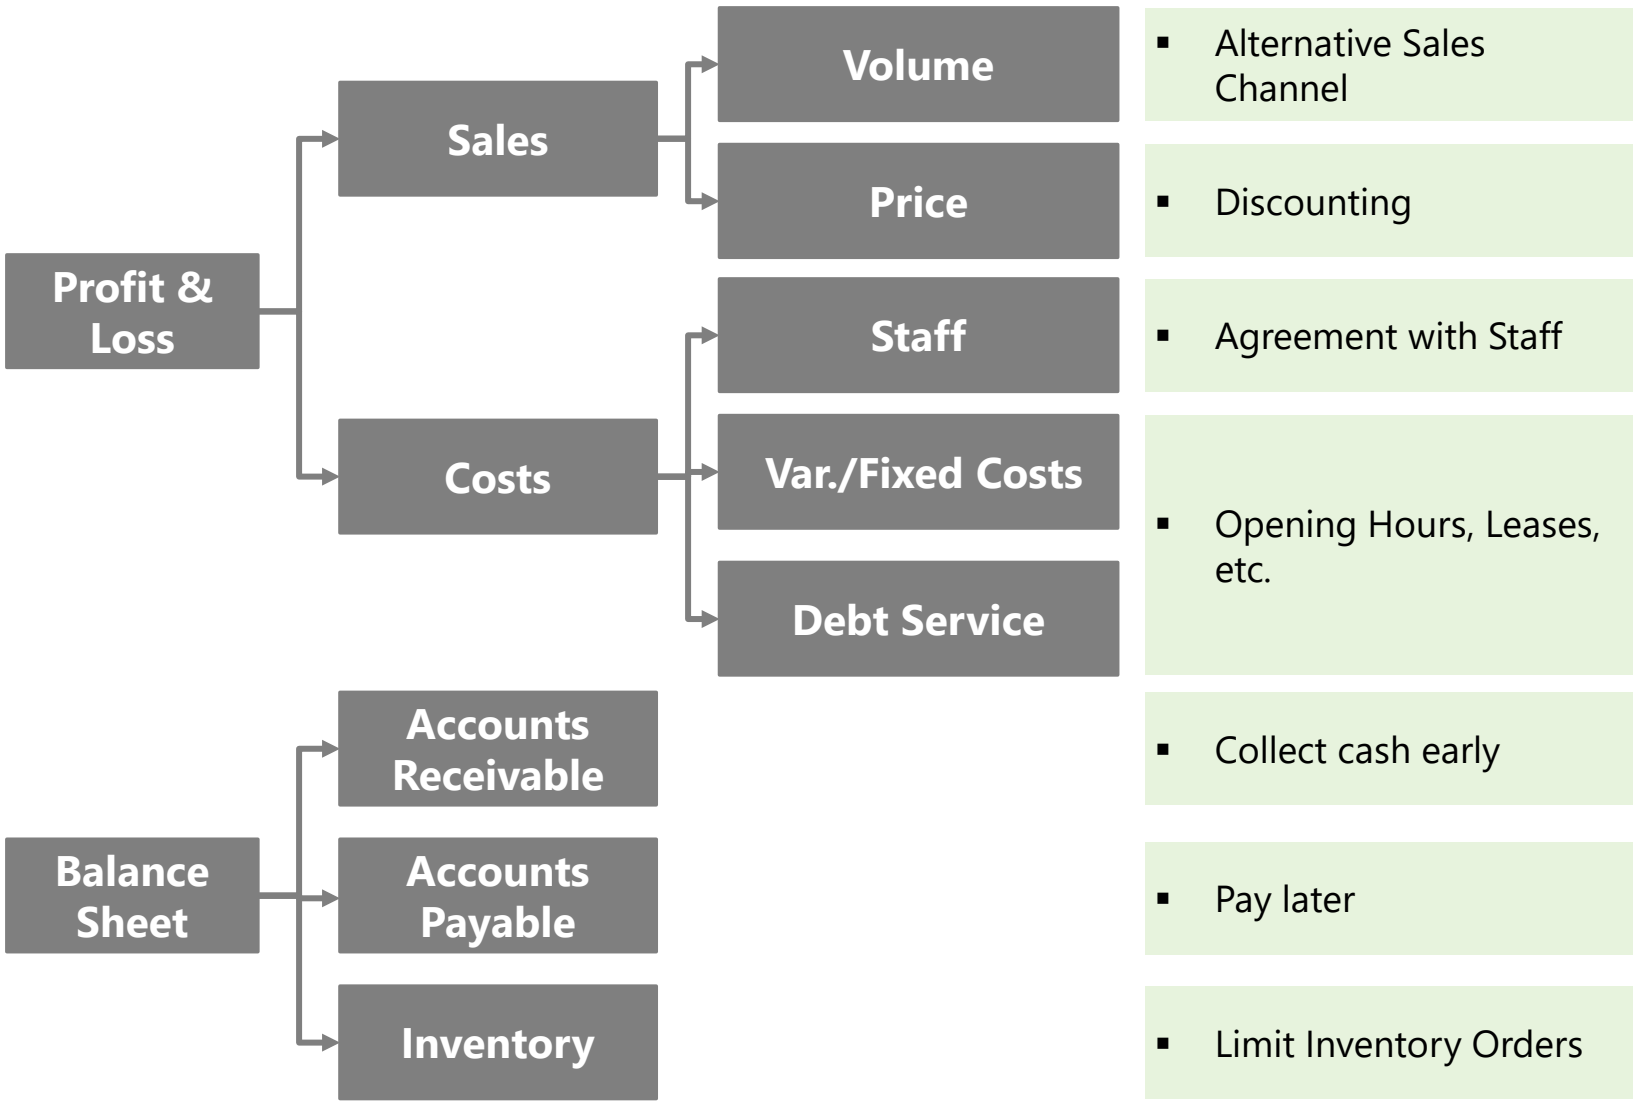 Volume
▪ Alternative Sales
Channel
Sales
Price
▪ Discounting
Profit &
Loss
Staff
▪ Agreement with Staff
Costs
Var./Fixed Costs
▪ Opening Hours, Leases,
etc.
Debt Service
Accounts
Receivable
▪ Collect cash early
Balance
Sheet
Accounts
Payable
▪ Pay later
Inventory
▪ Limit Inventory Orders